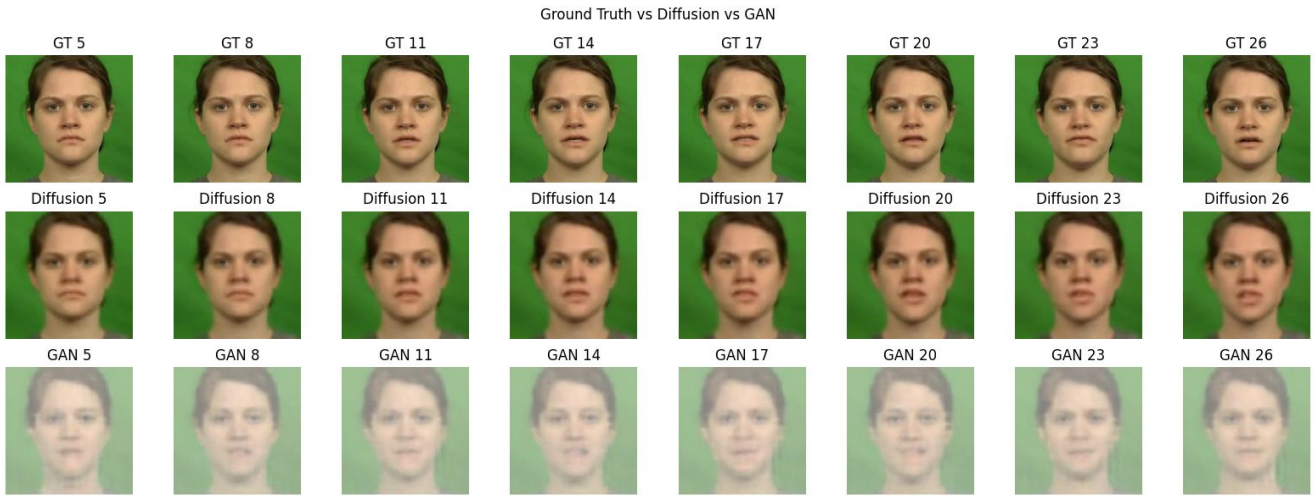 Ground Truth vs Diffusion vs GAN
GT 5 GT 8 GT 11 GT 14 GT 17 GT 20 GT 23 GT 26
Diffusion 5 Diffusion 8 Diffusion 11 Diffusion 14 Diffusion 17 Diffusion 20 Diffusion 23 Diffusion 26
GAN 5 GAN 8 GAN 11 GAN 14 GAN 17 GAN 20 GAN 23 GAN 26